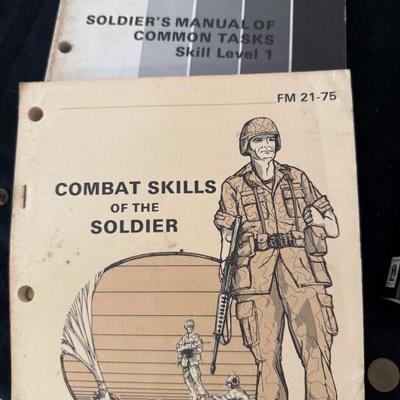 SOLDIER'S MANUAL OF
COMMON TASKS
Skill Level 1
FM 21-75
COMBAT SKILLS
OF THE
SOLDIER